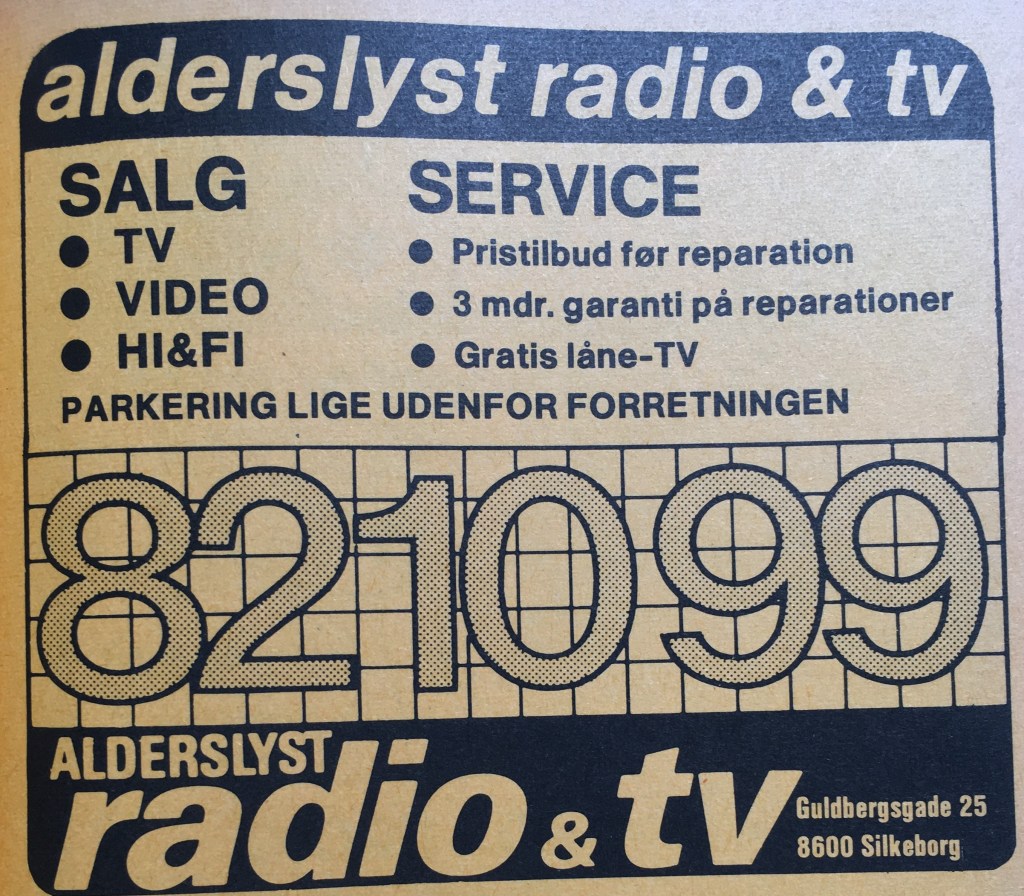 alderslyst radio & tv
SALG
● TV
● VIDEO
● HI&FI
SERVICE
● Pristilbud før reparation
● 3 mdr. garanti på reparationer
● Gratis låne-TV
PARKERING LIGE UDENFOR FORRETNINGEN
821099
ALDERSLYST
radio & tv
Guldbergsgade 25
8600 Silkeborg